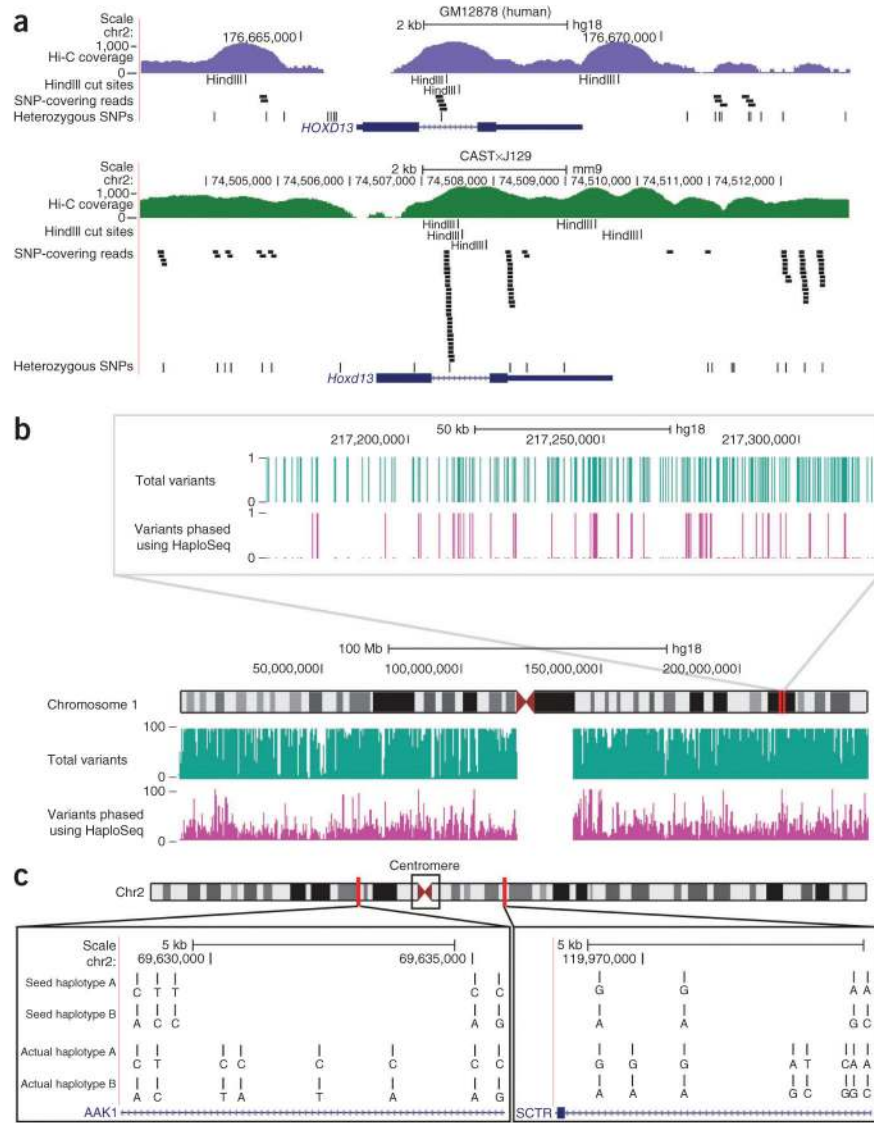 a
Scale
GM12878 (human)
2 kb
hg18
chr2:
176,665,000
176,670,000
1,000
Hi-C coverage
0
HindIII
HindIII
HindIII
HindIII cut sites
HindIII
SNP-covering reads
Heterozygous SNPs
HOXD13
CAST×J129
Scale
2 kb
mm9
chr2:
74,505,000
74,506,000
74,507,000
74,508,000
74,509,000
74,510,000
74,511,000
74,512,000
1,000
Hi-C coverage
0
HindIII cut sites
HindIII
HindIII
HindIII
HindIII
HindIII
SNP-covering reads
Heterozygous SNPs
Hoxd13
b
50 kb
hg18
217,200,000
217,250,000
217,300,000
1
Total variants
0
1
Variants phased
using HaploSeq
0
100 Mb
hg18
50,000,000
100,000,000
150,000,000
200,000,000
Chromosome 1
100
Total variants
0
100
Variants phased
using HaploSeq
0
c
Centromere
Chr2
Scale
5 kb
chr2:
69,630,000
69,635,000
Seed haplotype A
C T T C C
Seed haplotype B
A C C A G
Actual haplotype A
C T C C C C C C
Actual haplotype B
A C T A T A A G
AAK1
5 kb
119,970,000
G G A A
A A G C
G G G A T C A A
A A A G C G G C
SCTR